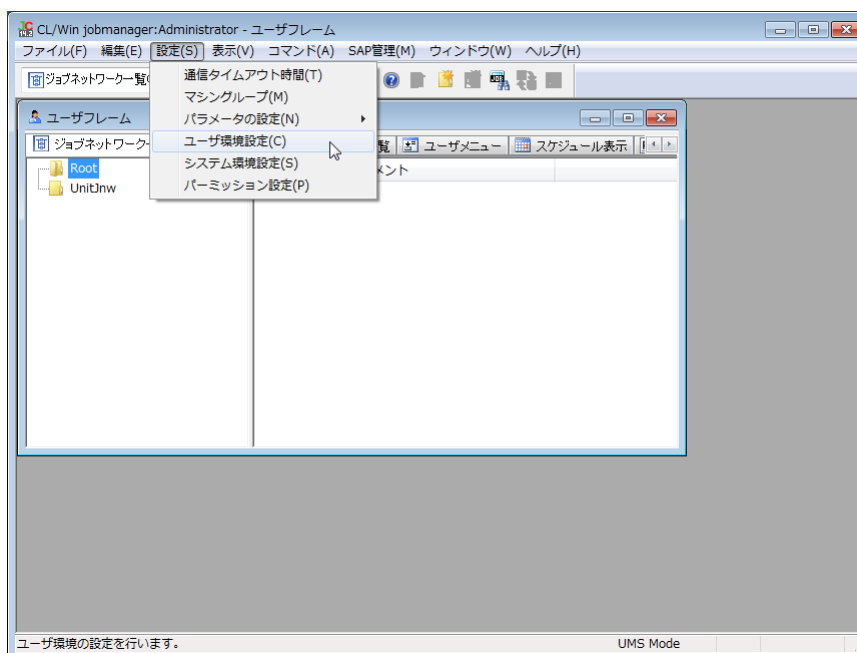 CL/Win jobmanager:Administrator - ユーザフレーム
ファイル(F) 編集(E) 設定(S) 表示(V) コマンド(A) SAP管理(M) ウィンドウ(W) ヘルプ(H)
ジョブネットワーク一覧
通信タイムアウト時間(T)
マシングループ(M)
パラメータの設定(N)
ユーザ環境設定(C)
システム環境設定(S)
パーミッション設定(P)
ユーザフレーム
ジョブネットワーク 覧 ユーザメニュー スケジュール表示
Root
メント
UnitJnw
ユーザ環境の設定を行います。 UMS Mode